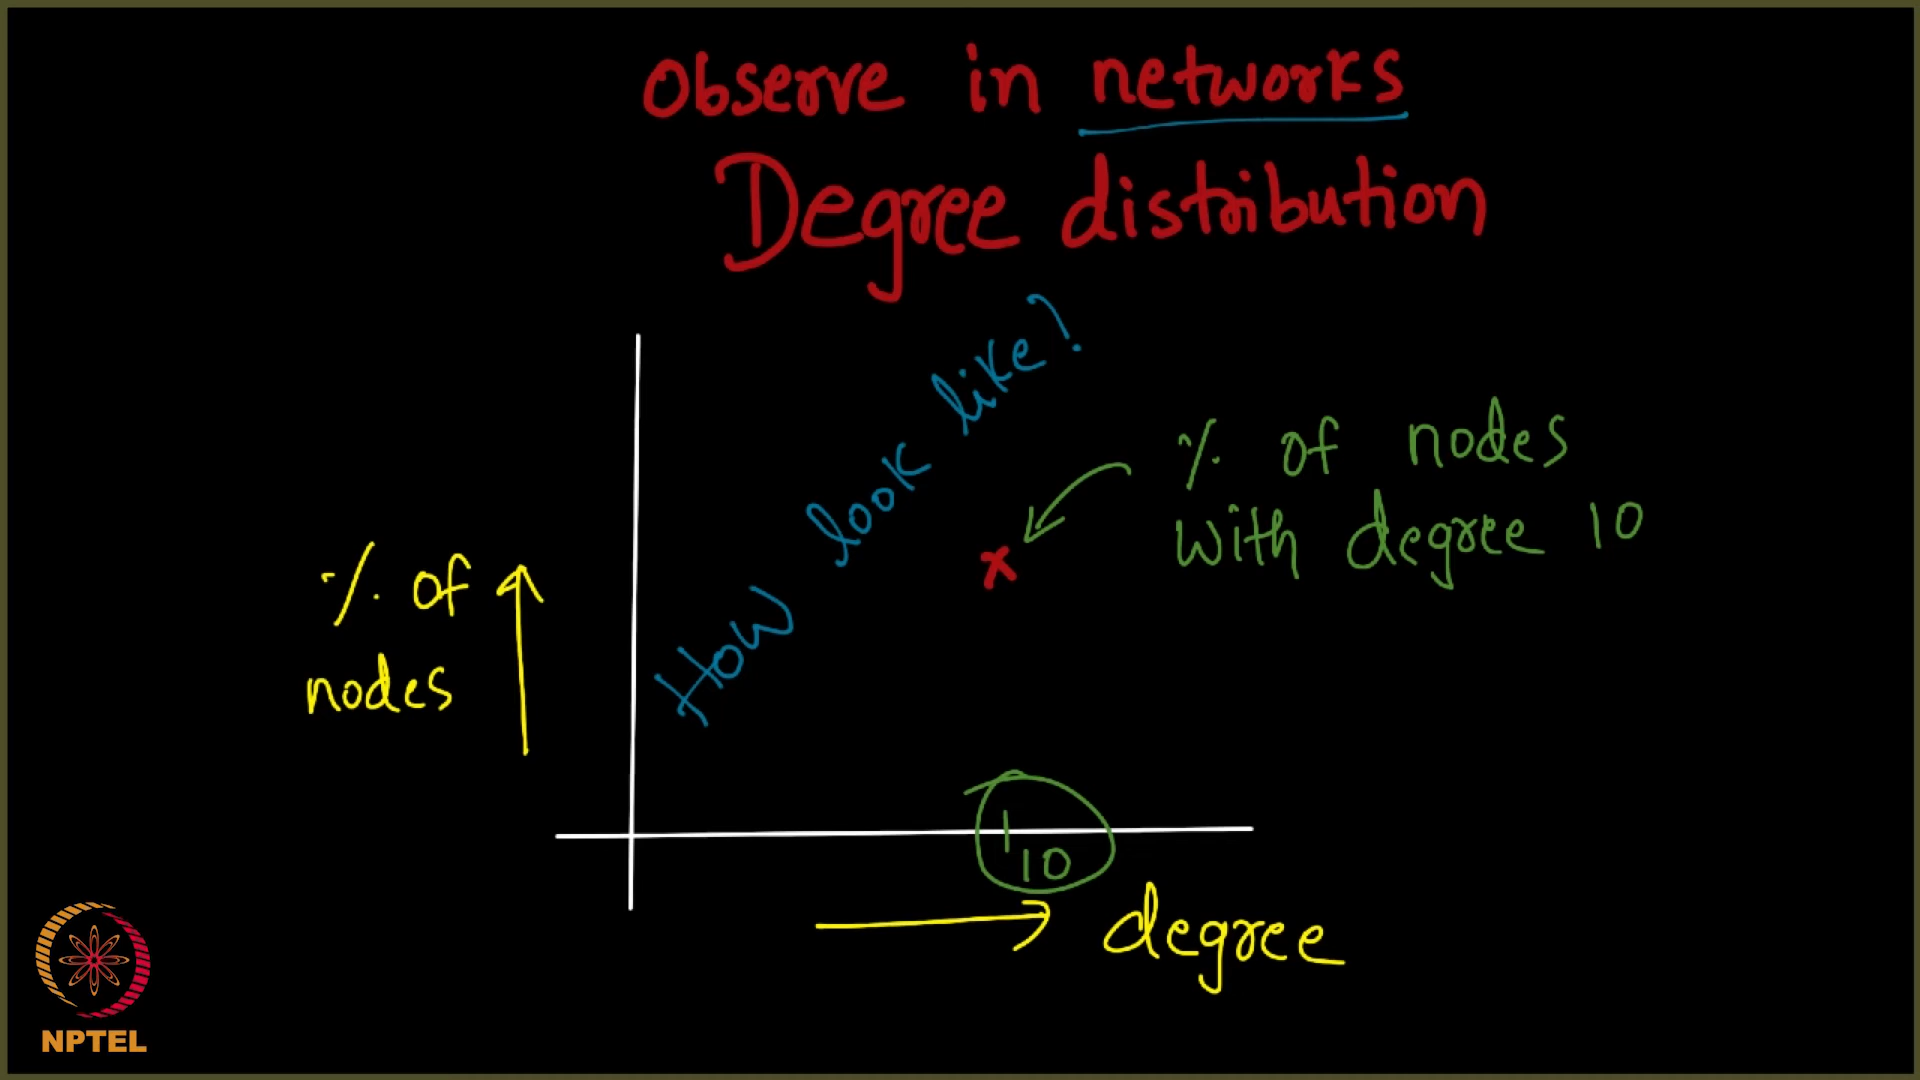 Observe in networks
Degree distribution
How look like?
% of nodes
with degree 10
% of
nodes
10
degree
NPTEL